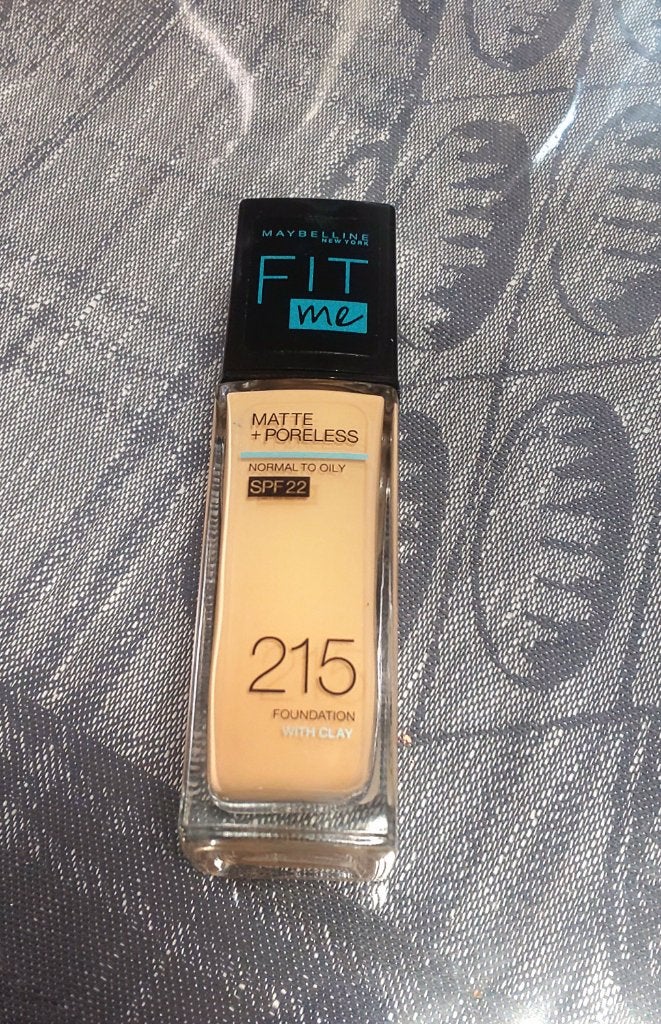 MAYBELLINE
NEW YORK
FIT
me
MATTE
+ PORELESS
NORMAL TO OILY
SPF 22
215
FOUNDATION
WITH CLAY